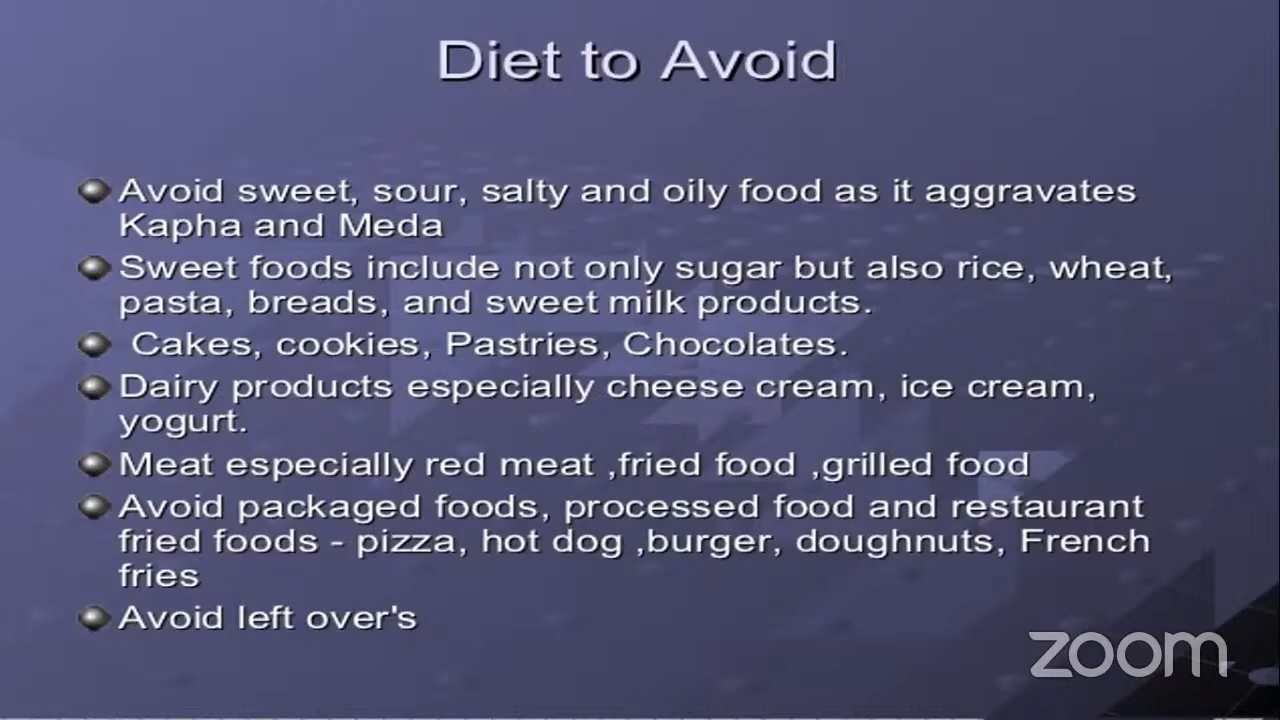 Diet to Avoid
Avoid sweet, sour, salty and oily food as it aggravates
Kapha and Meda
Sweet foods include not only sugar but also rice, wheat,
pasta, breads, and sweet milk products.
Cakes, cookies, Pastries, Chocolates.
Dairy products especially cheese cream, ice cream,
yogurt.
Meat especially red meat ,fried food ,grilled food
Avoid packaged foods, processed food and restaurant
fried foods - pizza, hot dog ,burger, doughnuts, French
fries
Avoid left over's
zoom